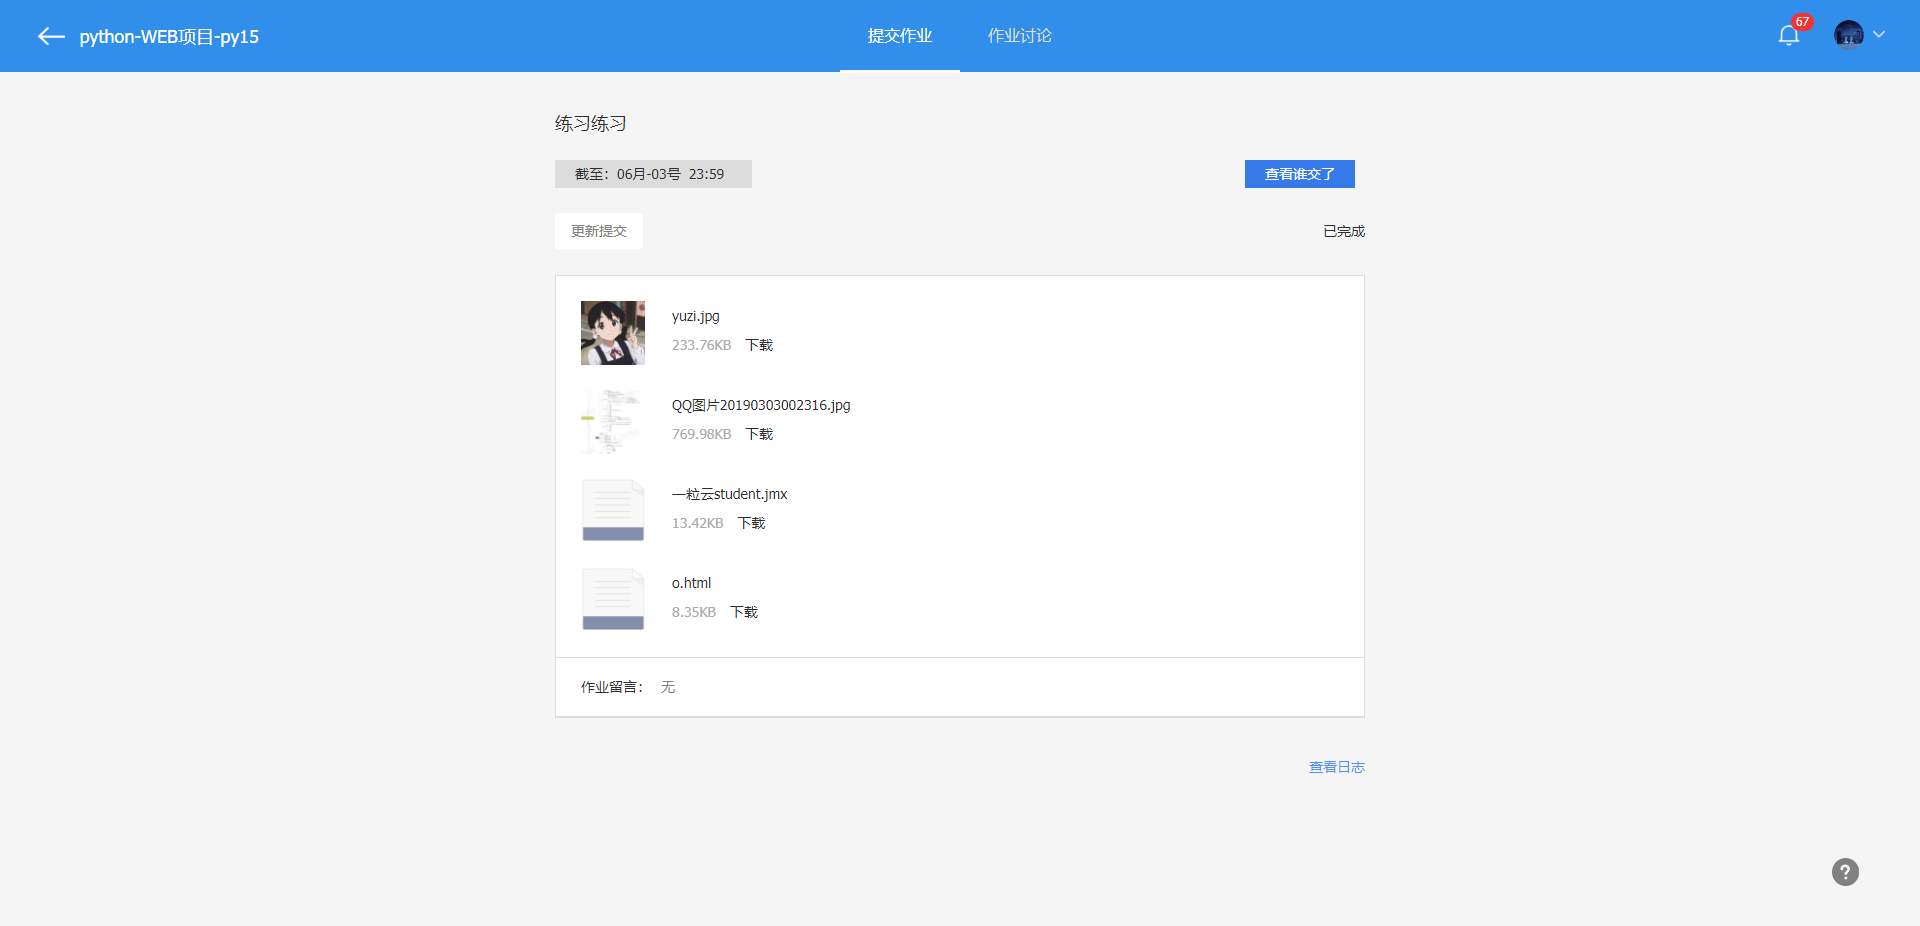 python-WEB项目-py15
提交作业
作业讨论
67
练习练习
截至：06月-03号 23:59
查看谁交了
更新提交
已完成
yuzi.jpg
233.76KB 下载
QQ图片20190303002316.jpg
769.98KB 下载
一粒云student.jmx
13.42KB 下载
o.html
8.35KB 下载
作业留言： 无
查看日志
?